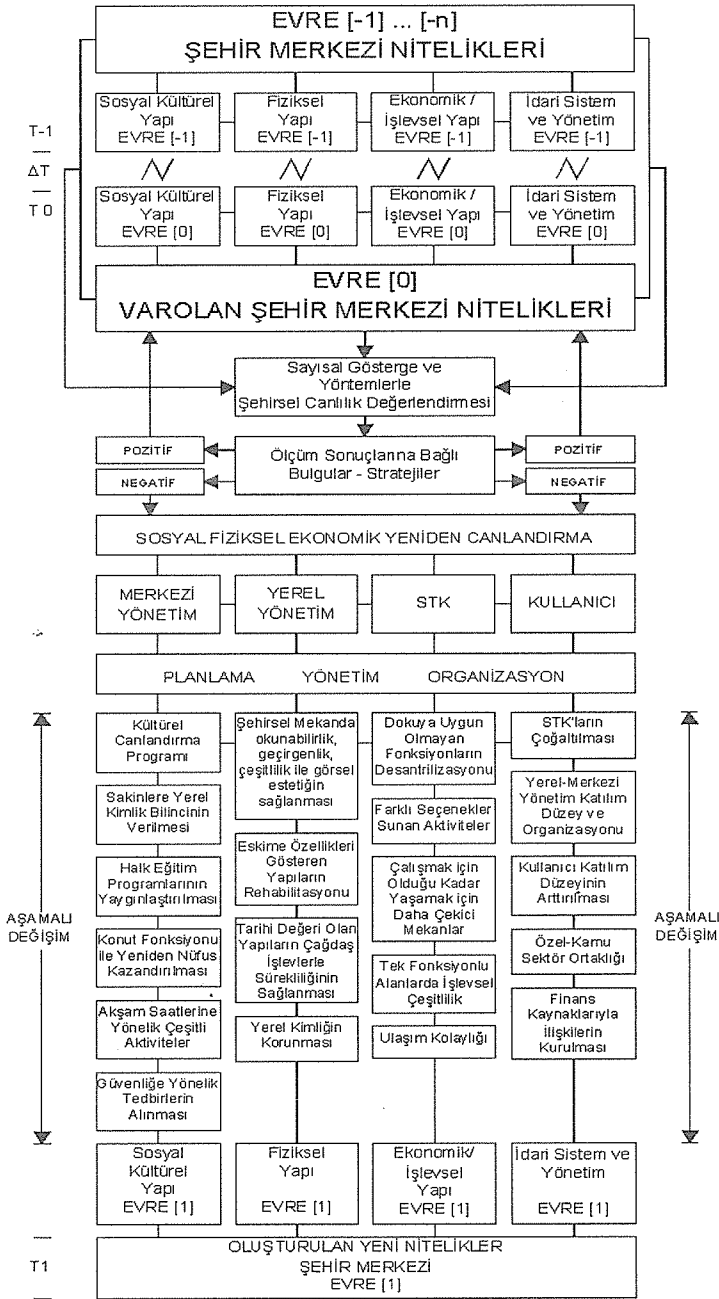 EVRE [-1] ... [-n]
ŞEHİR MERKEZİ NİTELİKLERİ
T-1
ΔT
T 0
Sosyal Kültürel
Yapı
EVRE [-1]
Fiziksel
Yapı
EVRE [-1]
Ekonomik /
İşlevsel Yapı
EVRE [-1]
İdari Sistem
ve Yönetim
EVRE [-1]
Sosyal Kültürel
Yapı
EVRE [0]
Fiziksel
Yapı
EVRE [0]
Ekonomik /
İşlevsel Yapı
EVRE [0]
İdari Sistem
ve Yönetim
EVRE [0]
EVRE [0]
VAROLAN ŞEHİR MERKEZİ NİTELİKLERİ
Sayısal Gösterge ve
Yöntemlerle
Şehirsel Canlılık Değerlendirmesi
POZİTİF
NEGATİF
Ölçüm Sonuçlarına Bağlı
Bulgular - Stratejiler
POZİTİF
NEGATİF
SOSYAL FİZİKSEL EKONOMİK YENİDEN CANLANDIRMA
MERKEZİ
YÖNETİM
YEREL
YÖNETİM
STK
KULLANICI
PLANLAMA YÖNETİM ORGANİZASYON
AŞAMALI
DEĞİŞİM
Kültürel
Canlandırma
Programı
Sakinlere Yerel
Kimlik Bilincinin
Verilmesi
Halk Eğitim
Programlarının
Yaygınlaştırılması
Konut Fonksiyonu
ile Yeniden Nüfus
Kazandırılması
Akşam Saatlerine
Yönelik Çeşitli
Aktiviteler
Güvenliğe Yönelik
Tedbirlerin
Alınması
Şehirsel Mekanda
okunabilirlik,
geçirgenlik,
çeşitlilik ile görsel
estetiğin
sağlanması
Eskime Özellikleri
Gösteren
Yapıların
Rehabilitasyonu
Tarihi Değeri Olan
Yapıların Çağdaş
İşlevlerle
Sürekliliğinin
Sağlanması
Yerel Kimliğin
Korunması
Dokuya Uygun
Olmayan
Fonksiyonların
Desantrilizasyonu
Farklı Seçenekler
Sunan Aktiviteler
Çalışmak için
Olduğu Kadar
Yaşamak için
Daha Çekici
Mekanlar
Tek Fonksiyonlu
Alanlarda İşlevsel
Çeşitlilik
Ulaşım Kolaylığı
STK'ların
Çoğaltılması
Yerel-Merkezi
Yönetim Katılım
Düzey ve
Organizasyonu
Kullanıcı Katılım
Düzeyinin
Arttırılması
Özel-Kamu
Sektör Ortaklığı
Finans
Kaynaklarıyla
İlişkilerin
Kurulması
AŞAMALI
DEĞİŞİM
Sosyal
Kültürel
Yapı
EVRE [1]
Fiziksel
Yapı
EVRE [1]
Ekonomik/
İşlevsel
Yapı
EVRE [1]
İdari Sistem ve
Yönetim
EVRE [1]
T1
OLUŞTURULAN YENİ NİTELİKLER
ŞEHİR MERKEZİ
EVRE [1]